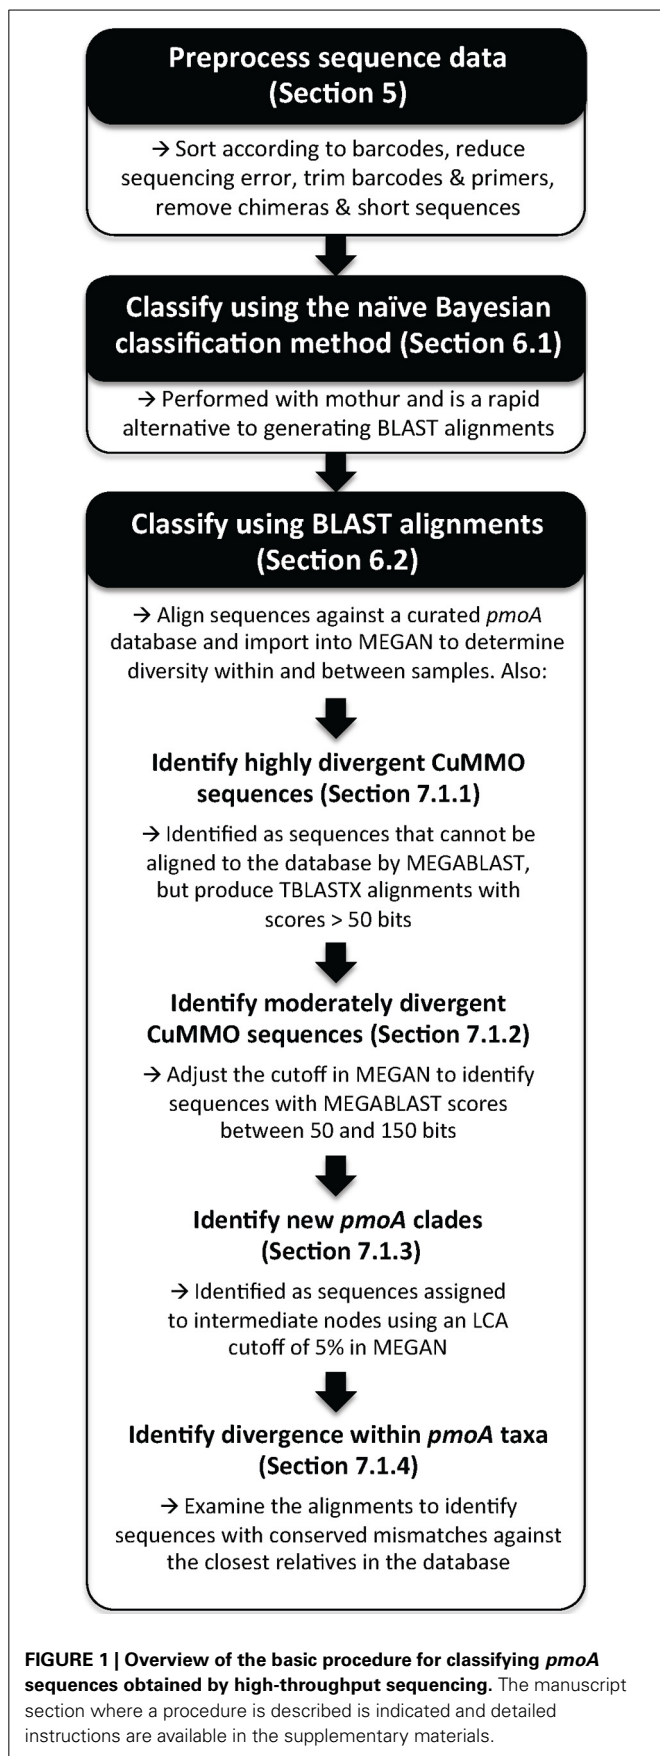 Preprocess sequence data
(Section 5)
→ Sort according to barcodes, reduce
sequencing error, trim barcodes & primers,
remove chimeras & short sequences
Classify using the naïve Bayesian
classification method (Section 6.1)
→ Performed with mothur and is a rapid
alternative to generating BLAST alignments
Classify using BLAST alignments
(Section 6.2)
→ Align sequences against a curated pmoA
database and import into MEGAN to determine
diversity within and between samples. Also:
Identify highly divergent CuMMO
sequences (Section 7.1.1)
→ Identified as sequences that cannot be
aligned to the database by MEGABLAST,
but produce TBLASTX alignments with
scores > 50 bits
Identify moderately divergent
CuMMO sequences (Section 7.1.2)
→ Adjust the cutoff in MEGAN to identify
sequences with MEGABLAST scores
between 50 and 150 bits
Identify new pmoA clades
(Section 7.1.3)
→ Identified as sequences assigned
to intermediate nodes using an LCA
cutoff of 5% in MEGAN
Identify divergence within pmoA taxa
(Section 7.1.4)
→ Examine the alignments to identify
sequences with conserved mismatches against
the closest relatives in the database
FIGURE 1 | Overview of the basic procedure for classifying pmoA
sequences obtained by high-throughput sequencing. The manuscript
section where a procedure is described is indicated and detailed
instructions are available in the supplementary materials.